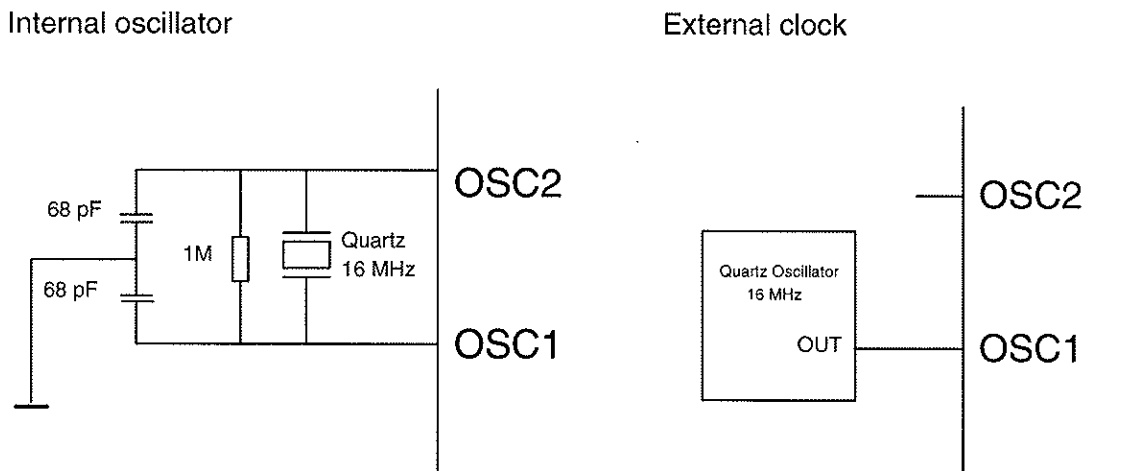 Internal oscillator
External clock
OSC2
68 pF
1M
Quartz
16 MHz
68 pF
OSC1
OSC2
Quartz Oscillator
16 MHz
OUT
OSC1